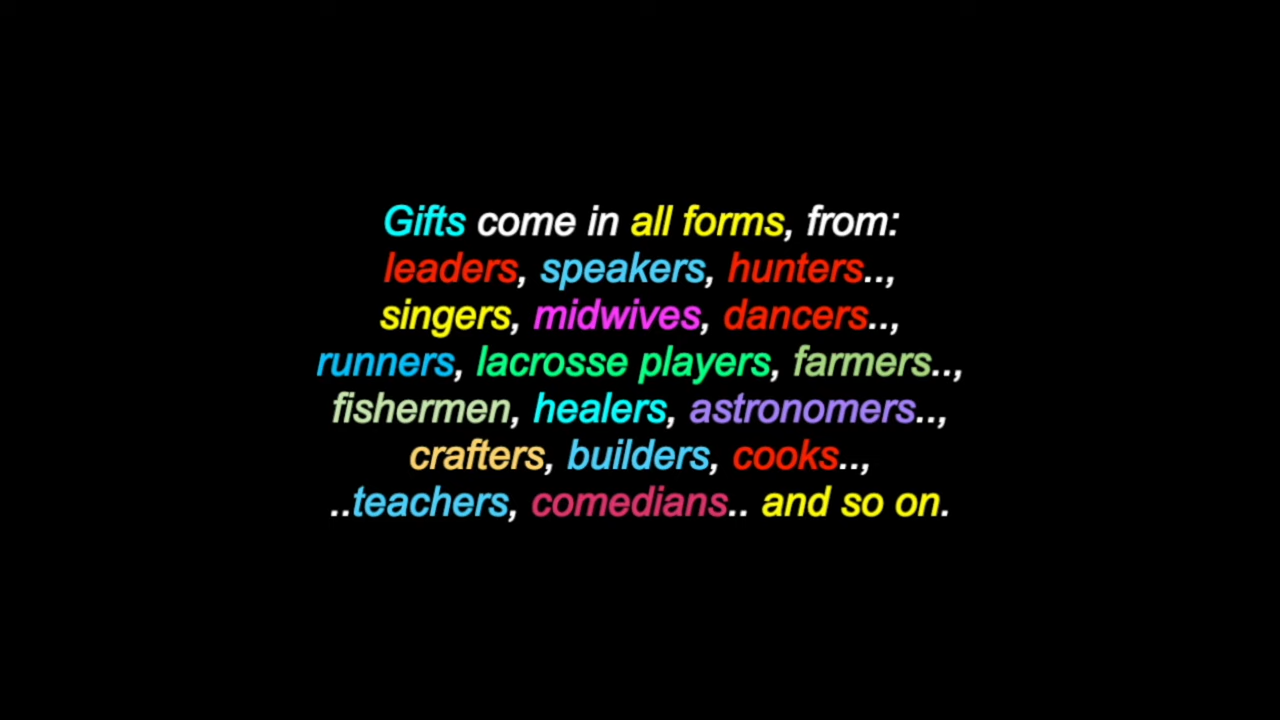 Gifts come in all forms, from:
leaders, speakers, hunters..,
singers, midwives, dancers..,
runners, lacrosse players, farmers..,
fishermen, healers, astronomers..,
crafters, builders, cooks..,
..teachers, comedians.. and so on.